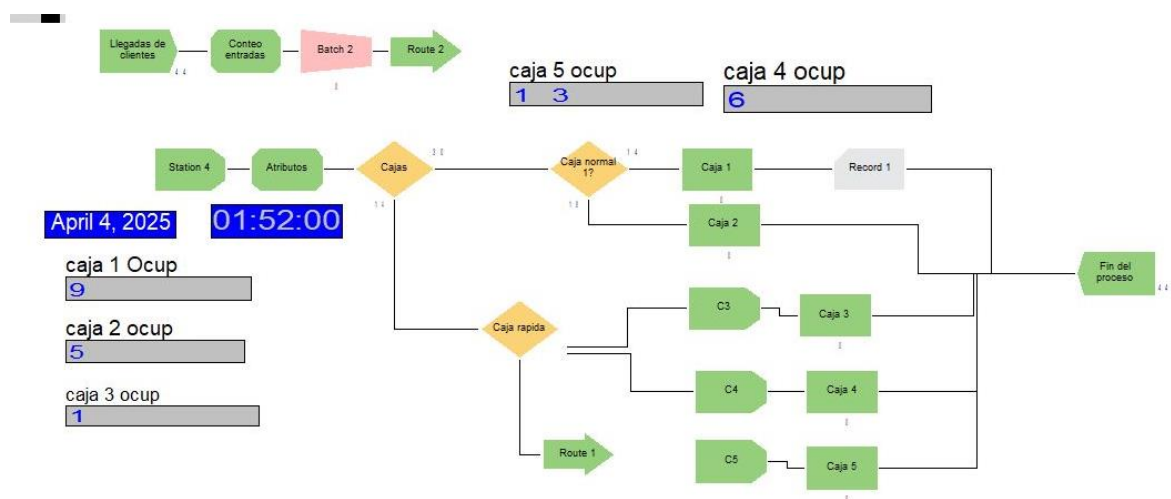 Llegadas de
clientes
Conteo
entradas
Batch 2
Route 2
caja 5 ocup
1 3
caja 4 ocup
6
Station 4
Atributos
Cajas
Caja normal
1?
Caja 1
Record 1
Caja 2
April 4, 2025
01:52:00
Fin del
proceso
caja 1 Ocup
9
C3
Caja 3
caja 2 ocup
5
Caja rapida
caja 3 ocup
1
C4
Caja 4
Route 1
C5
Caja 5